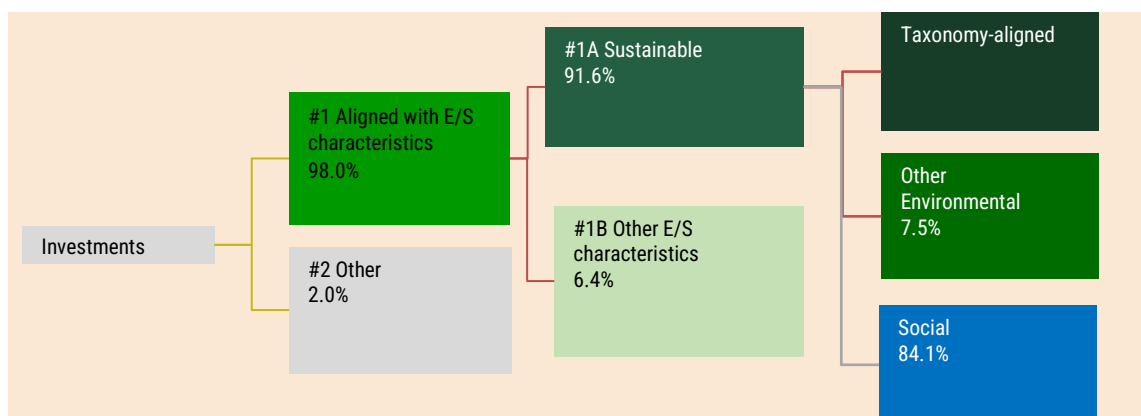 Investments
#1 Aligned with E/S
characteristics
98.0%
#2 Other
2.0%
#1A Sustainable
91.6%
#1B Other E/S
characteristics
6.4%
Taxonomy-aligned
Other
Environmental
7.5%
Social
84.1%